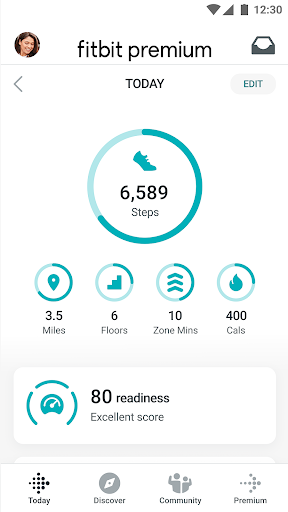 12:30
fitbit premium
TODAY
EDIT
6,589
Steps
3.5 6 10 400
Miles Floors Zone Mins Cals
80 readiness
Excellent score
Today Discover Community Premium